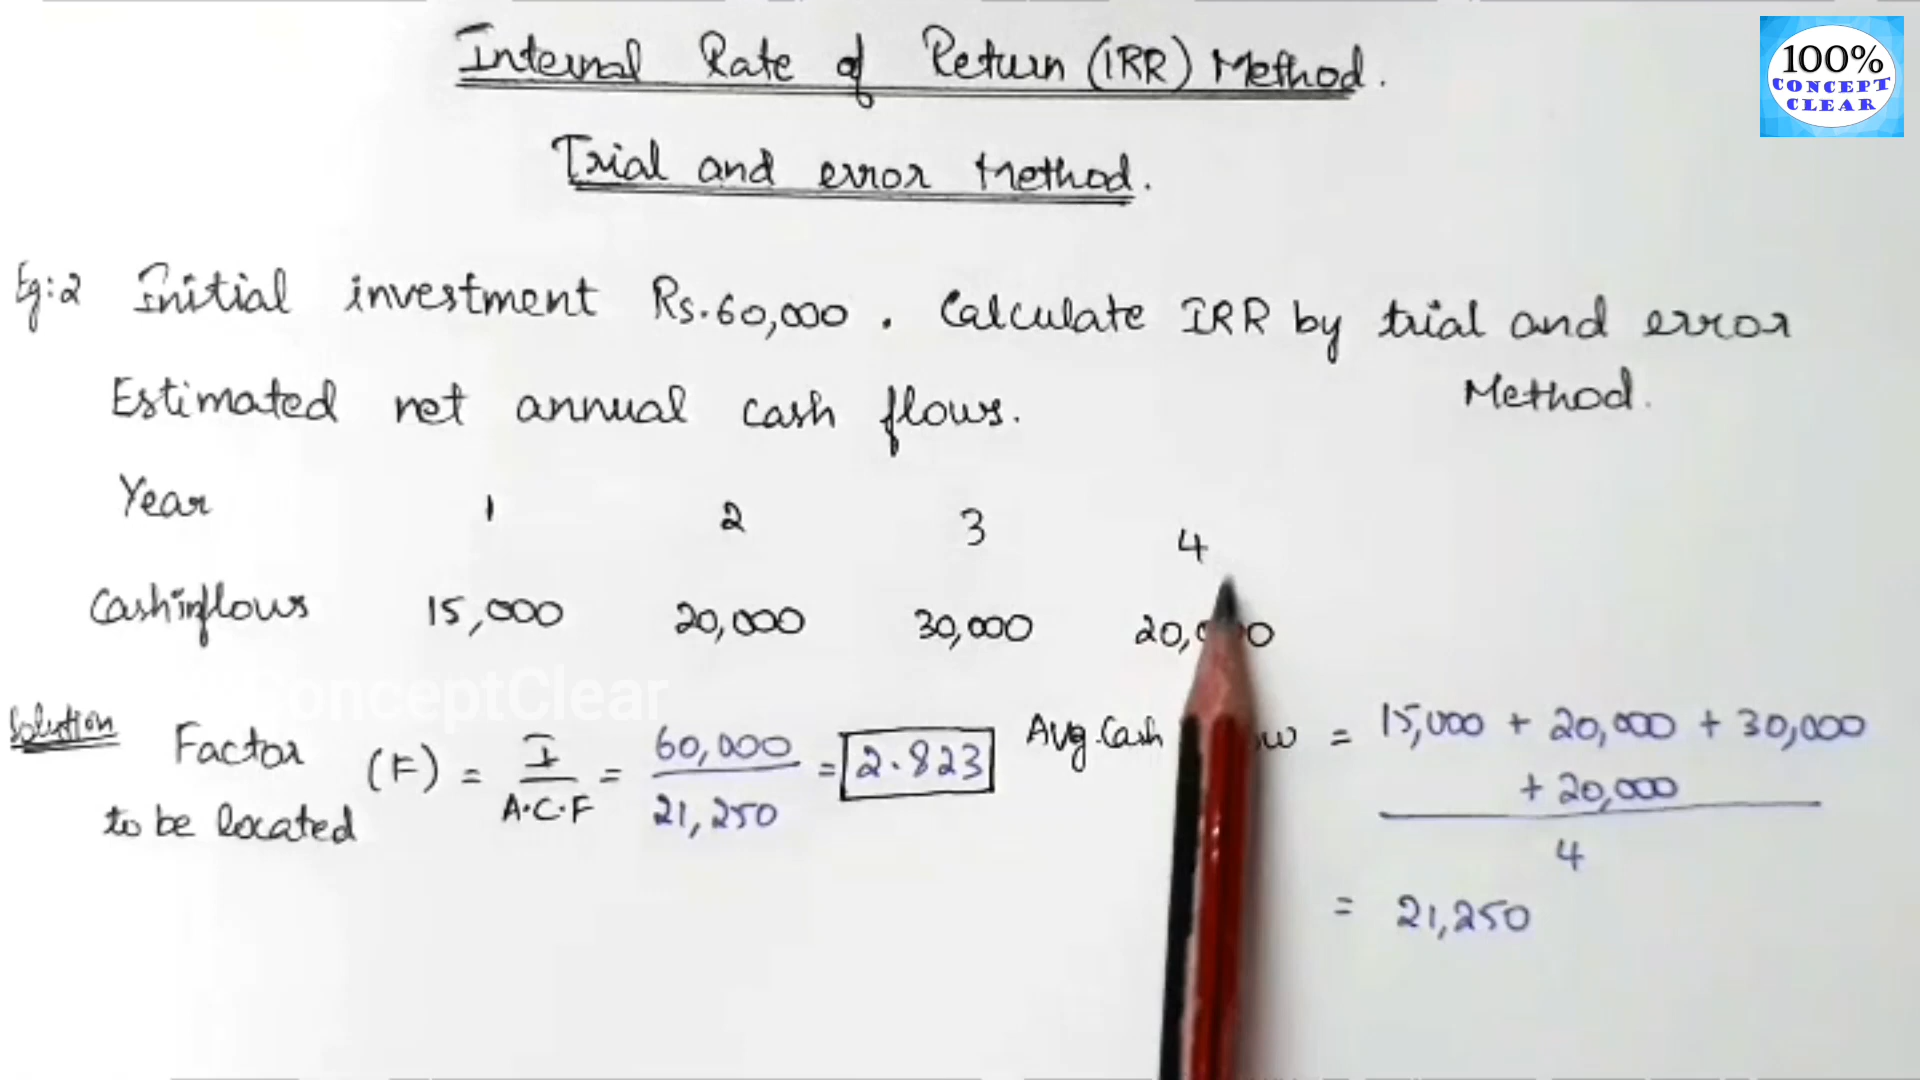 Internal Rate of Return (IRR) Method.
100%
CONCEPT
CLEAR
Trial and error Method.
Eg:2 Initial investment Rs.60,000. Calculate IRR by trial and error
Method.
Estimated net annual cash flows.
Year 1 2 3 4
Cashinflows 15,000 20,000 30,000
ConceptClear
Solution Factor (F) = I / A.C.F = 60,000 / 21,250 = 2.823
to be located
Avg.Cash = 15,000 + 20,000 + 30,000
+ 20,000
4
= 21,250